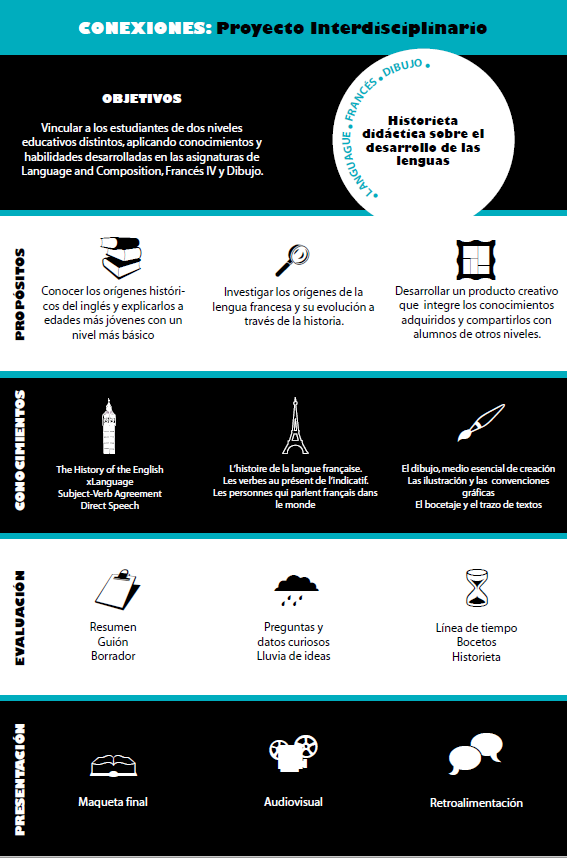 CONEXIONES: Proyecto Interdisciplinario
OBJETIVOS
Vincular a los estudiantes de dos niveles
educativos distintos, aplicando conocimientos y
habilidades desarrolladas en las asignaturas de
Language and Composition, Francés IV y Dibujo.
LANGUAGUE • FRANCÉS • DIBUJO •
Historieta
didáctica sobre el
desarrollo de las
lenguas
PROPÓSITOS
Conocer los orígenes históri-
cos del inglés y explicarlos a
edades más jóvenes con un
nivel más básico
Investigar los orígenes de la
lengua francesa y su evolución a
través de la historia.
Desarrollar un producto creativo
que integre los conocimientos
adquiridos y compartirlos con
alumnos de otros niveles.
CONOCIMIENTOS
The History of the English
xLanguage
Subject-Verb Agreement
Direct Speech
L'histoire de la langue française.
Les verbes au présent de l'indicatif.
Les personnes qui parlent français dans
le monde
El dibujo, medio esencial de creación
Las ilustración y las convenciones
gráficas
El bocetaje y el trazo de textos
EVALUACIÓN
Resumen
Guión
Borrador
Preguntas y
datos curiosos
Lluvia de ideas
Línea de tiempo
Bocetos
Historieta
PRESENTACIÓN
Maqueta final
Audiovisual
Retroalimentación